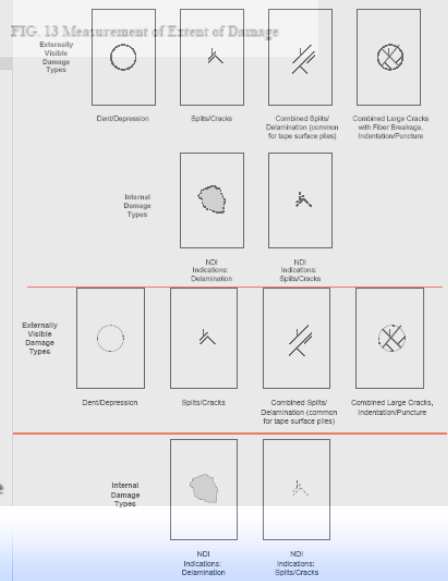 FIG. 13 Measurement of Extent of Damage
Externally
Visible
Damage
Types
Dent/Depression
Splits/Cracks
Combined Splits/
Delamination (common
for tape surface plies)
Combined Large Cracks
with Fiber Breakage,
Indentation/Puncture
Internal
Damage
Types
NDI
Indications:
Delamination
NDI
Indications:
Splits/Cracks
Externally
Visible
Damage
Types
Dent/Depression
Splits/Cracks
Combined Splits/
Delamination (common
for tape surface plies)
Combined Large Cracks,
Indentation/Puncture
Internal
Damage
Types
NDI
Indications:
Delamination
NDI
Indications:
Splits/Cracks